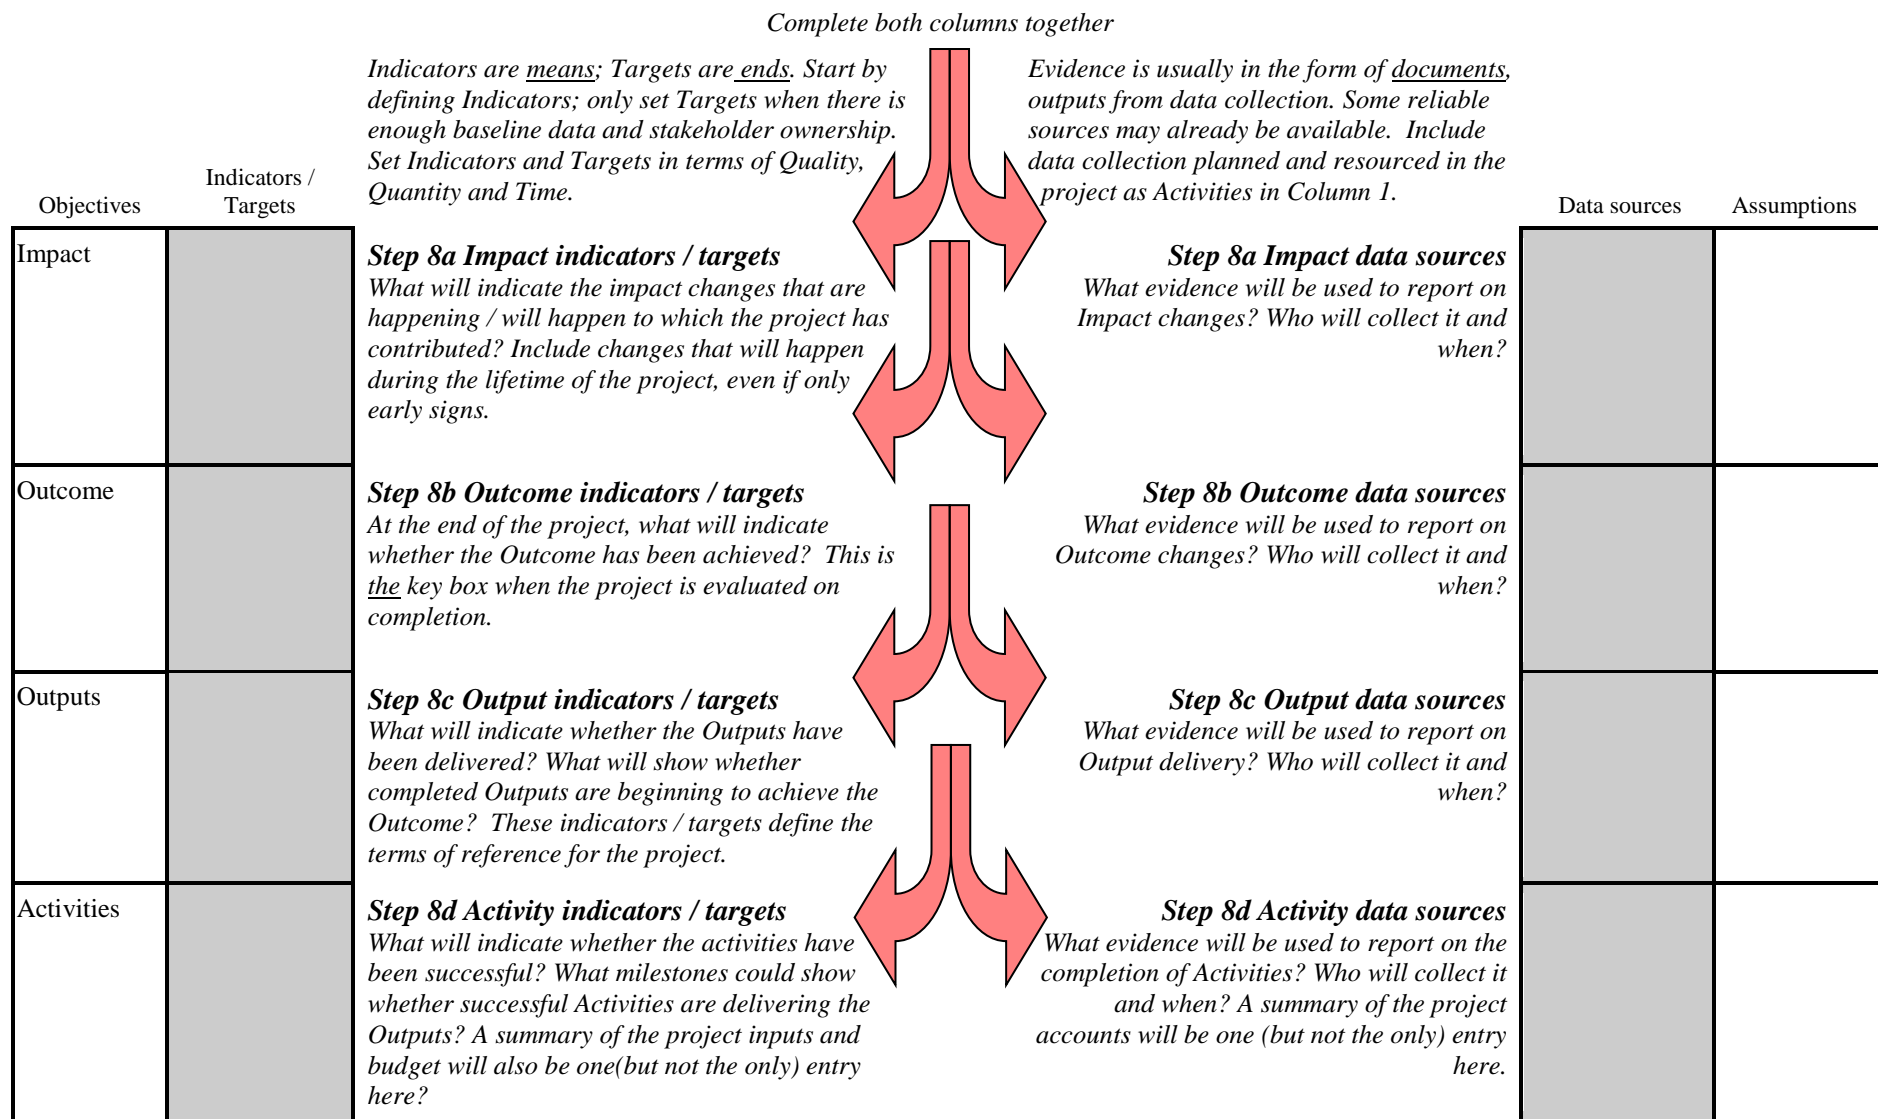 Complete both columns together
Indicators are means; Targets are ends. Start by
defining Indicators; only set Targets when there is
enough baseline data and stakeholder ownership.
Set Indicators and Targets in terms of Quality,
Quantity and Time.
Evidence is usually in the form of documents,
outputs from data collection. Some reliable
sources may already be available.  Include
data collection planned and resourced in the
project as Activities in Column 1.
Objectives
Indicators /
Targets
Data sources
Assumptions
Impact
Step 8a Impact indicators / targets
What will indicate the impact changes that are
happening / will happen to which the project has
contributed? Include changes that will happen
during the lifetime of the project, even if only
early signs.
Step 8a Impact data sources
What evidence will be used to report on
Impact changes? Who will collect it and
when?
Outcome
Step 8b Outcome indicators / targets
At the end of the project, what will indicate
whether the Outcome has been achieved?  This is
the key box when the project is evaluated on
completion.
Step 8b Outcome data sources
What evidence will be used to report on
Outcome changes? Who will collect it and
when?
Outputs
Step 8c Output indicators / targets
What will indicate whether the Outputs have
been delivered? What will show whether
completed Outputs are beginning to achieve the
Outcome?  These indicators / targets define the
terms of reference for the project.
Step 8c Output data sources
What evidence will be used to report on
Output delivery? Who will collect it and
when?
Activities
Step 8d Activity indicators / targets
What will indicate whether the activities have
been successful? What milestones could show
whether successful Activities are delivering the
Outputs? A summary of the project inputs and
budget will also be one(but not the only) entry
here?
Step 8d Activity data sources
What evidence will be used to report on the
completion of Activities? Who will collect it
and when? A summary of the project
accounts will be one (but not the only) entry
here.